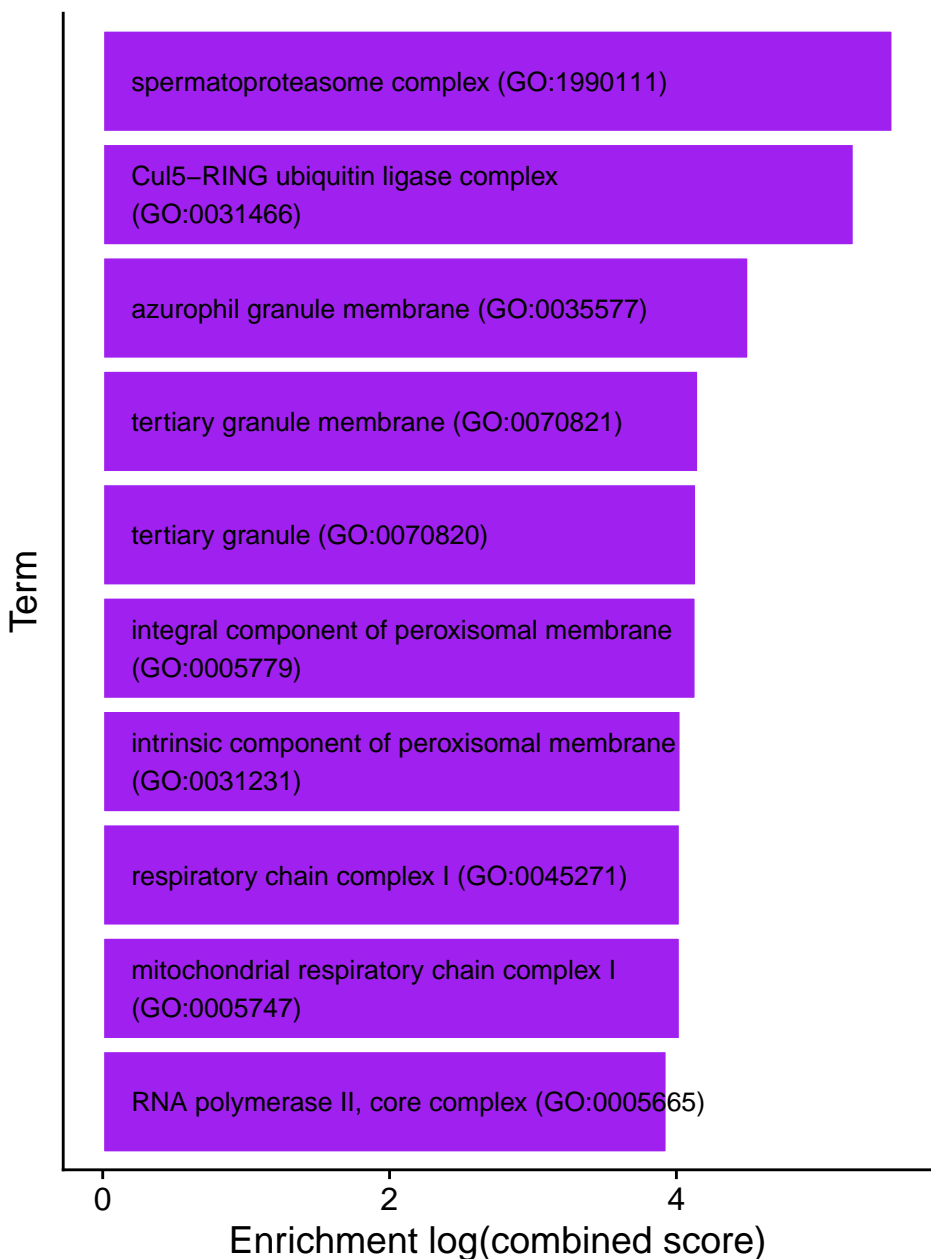 spermatoproteasome complex (GO:1990111)
Cul5−RING ubiquitin ligase complex
(GO:0031466)
azurophil granule membrane (GO:0035577)
tertiary granule membrane (GO:0070821)
tertiary granule (GO:0070820)
integral component of peroxisomal membrane
(GO:0005779)
intrinsic component of peroxisomal membrane
(GO:0031231)
respiratory chain complex I (GO:0045271)
mitochondrial respiratory chain complex I
(GO:0005747)
RNA polymerase II, core complex (GO:0005665)
Term
0 2 4
Enrichment log(combined score)